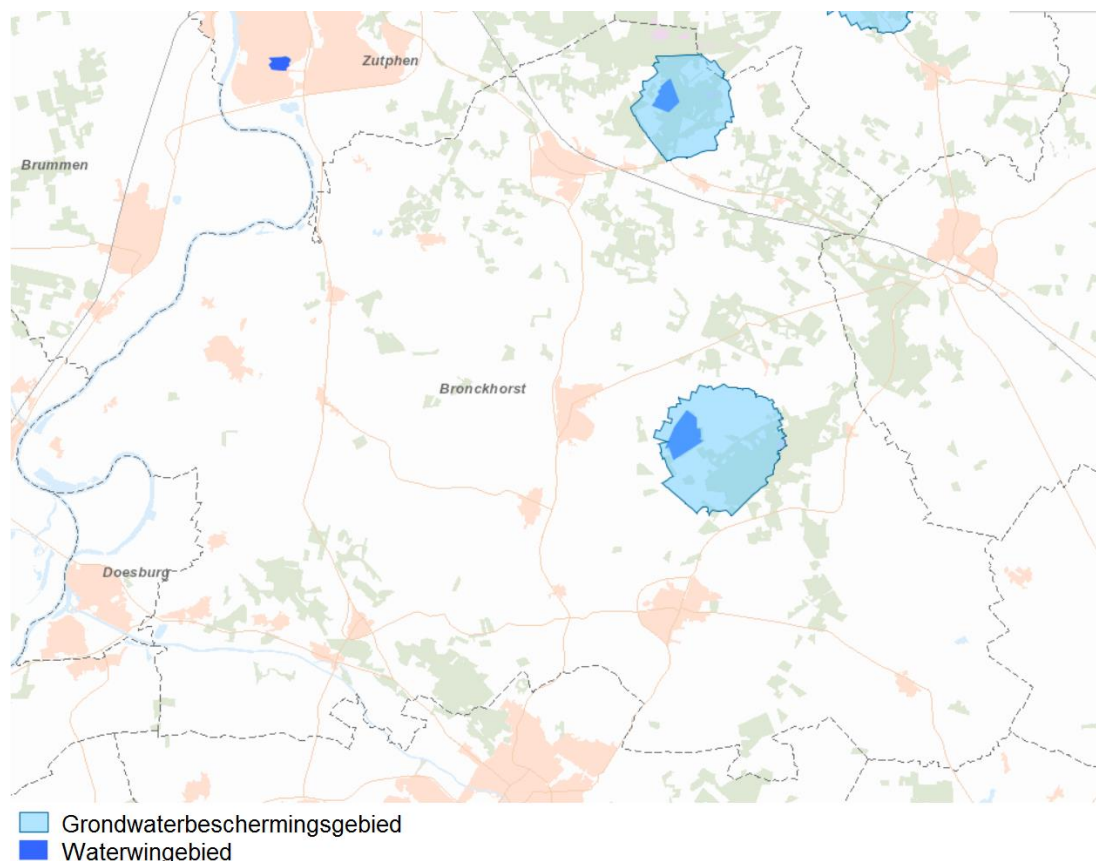 Zutphen
Brummen
Bronckhorst
Doesburg
Grondwaterbeschermingsgebied
Waterwingebied